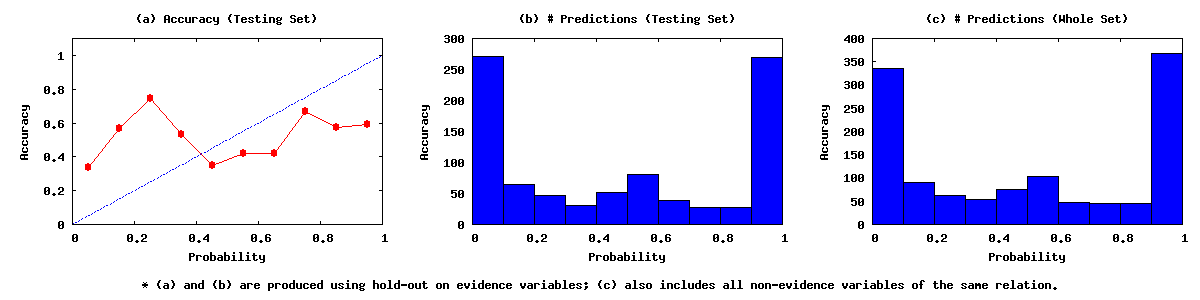 (a) Accuracy (Testing Set)
1
0.8
0.6
0.4
0.2
0
Accuracy
0 0.2 0.4 0.6 0.8 1
Probability
(b) # Predictions (Testing Set)
300
250
200
150
100
50
0
Accuracy
0 0.2 0.4 0.6 0.8 1
Probability
(c) # Predictions (Whole Set)
400
350
300
250
200
150
100
50
0
Accuracy
0 0.2 0.4 0.6 0.8 1
Probability
* (a) and (b) are produced using hold-out on evidence variables; (c) also includes all non-evidence variables of the same relation.